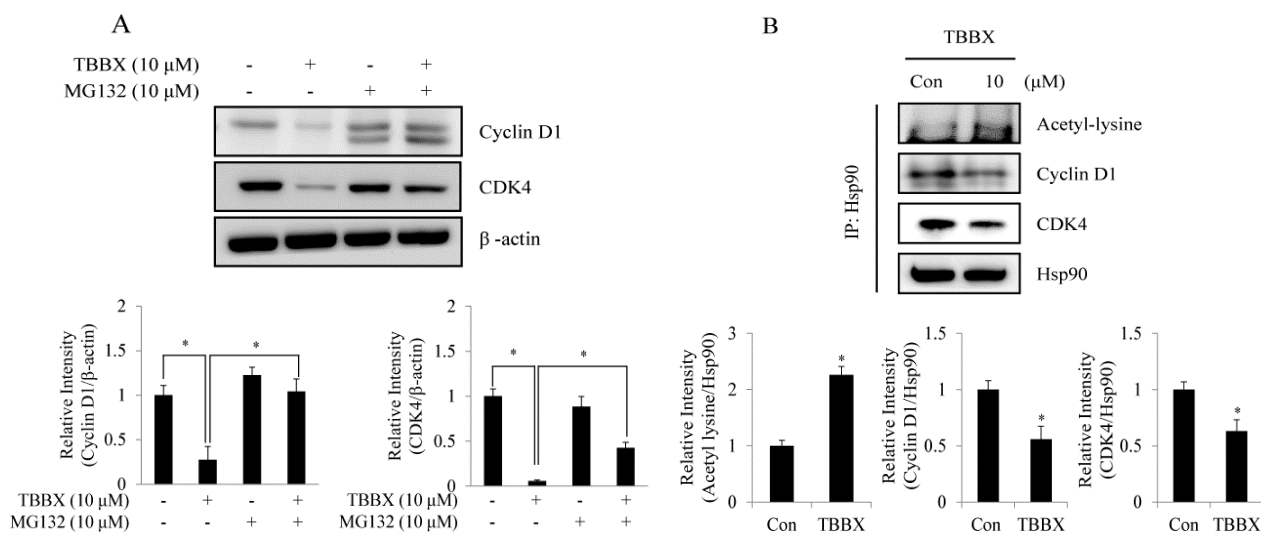 A
TBBX (10 μM) - + - +
MG132 (10 μM) - - + +
Cyclin D1
CDK4
β -actin
2
1.5
1
0.5
0
Relative Intensity
(Cyclin D1/β-actin)
* *
TBBX (10 μM) - + - +
MG132 (10 μM) - - + +
2
1.5
1
0.5
0
Relative Intensity
(CDK4/β-actin)
* *
TBBX (10 μM) - + - +
MG132 (10 μM) - - + +
B
TBBX
Con 10 (μM)
IP: Hsp90
Acetyl-lysine
Cyclin D1
CDK4
Hsp90
3
2
1
0
Relative Intensity
(Acetyl lysine/Hsp90)
*
Con TBBX
1.5
1
0.5
0
Relative Intensity
(Cyclin D1/Hsp90)
*
Con TBBX
1.5
1
0.5
0
Relative Intensity
(CDK4/Hsp90)
*
Con TBBX